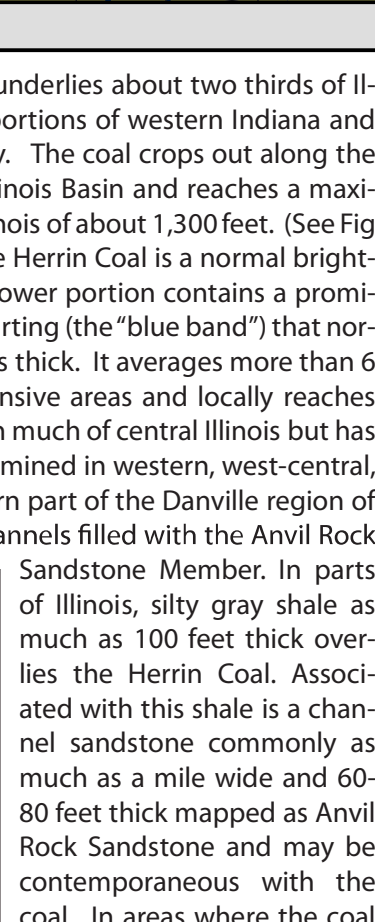 underlies about two thirds of Il-
portions of western Indiana and
y. The coal crops out along the
inois Basin and reaches a maxi-
nois of about 1,300 feet. (See Fig
e Herrin Coal is a normal bright-
ower portion contains a promi-
rting (the “blue band”) that nor-
s thick. It averages more than 6
nsive areas and locally reaches
n much of central Illinois but has
mined in western, west-central,
rn part of the Danville region of
annels filled with the Anvil Rock
Sandstone Member. In parts
of Illinois, silty gray shale as
much as 100 feet thick over-
lies the Herrin Coal. Associ-
ated with this shale is a chan-
nel sandstone commonly as
much as a mile wide and 60-
80 feet thick mapped as Anvil
Rock Sandstone and may be
contemporaneous with the
coal. In areas where the coal